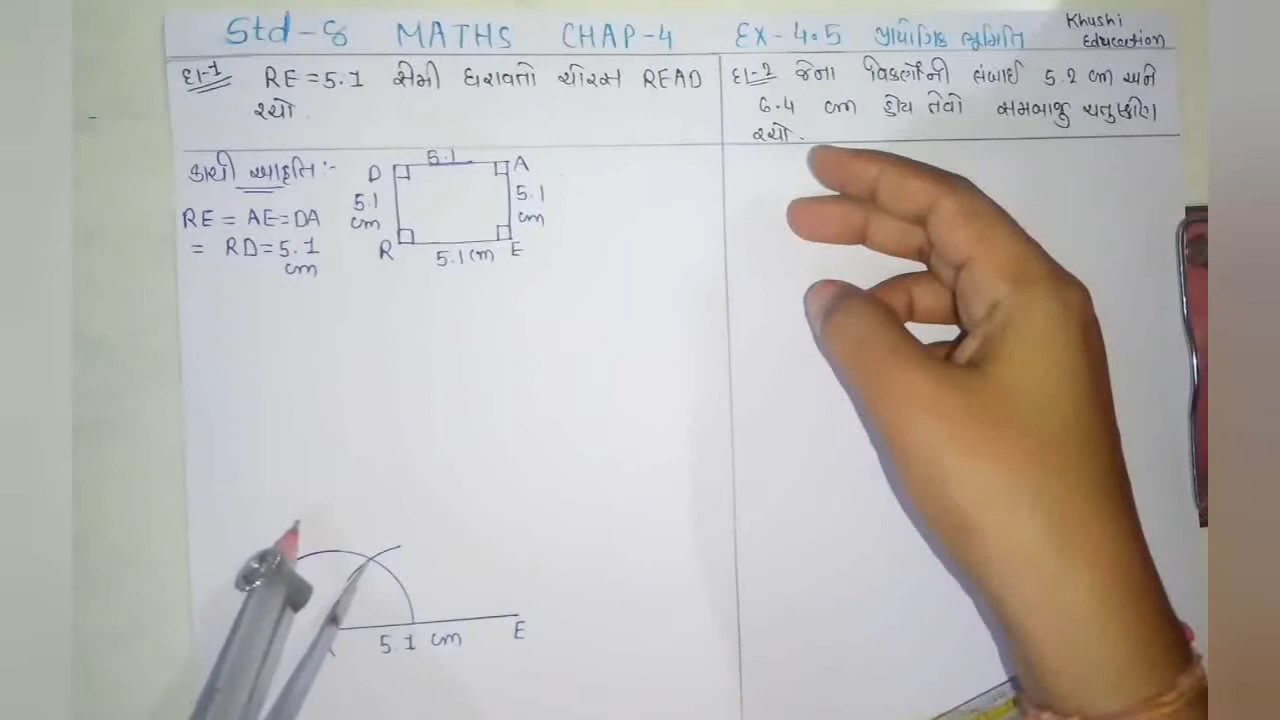 Std-8 MATHS CHAP-4 EX-4.5 પ્રાયોગિક ભૂમિતિ
Khushi
Education
દા-1 RE = 5.1 સેમી ધરાવતો ચોરસ READ
રચો.
દા-2 જેના વિકર્ણોની લંબાઈ 5.2 cm અને
6.4 cm હોય તેવો સમબાજુ ચતુષ્કોણ
રચો.
કાચી આકૃતિ:-
RE = AE = DA
= RD = 5.1
cm
D 5.1 A
5.1
cm
5.1
cm
R 5.1 cm E
5.1 cm E